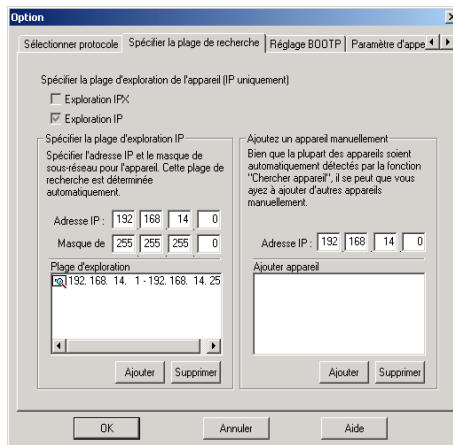 Option
Sélectionner protocole
Spécifier la plage de recherche
Réglage BOOTP
Paramètre d'appe
Spécifier la plage d'exploration de l'appareil (IP uniquement)
Exploration IPX
Exploration IP
Spécifier la plage d'exploration IP
Spécifier l'adresse IP et le masque de
sous-réseau pour l'appareil. Cette plage de
recherche est déterminée
automatiquement.
Adresse IP : 192 . 168 . 14 . 0
Masque de 255 . 255 . 255 . 0
Plage d'exploration
192. 168. 14. 1 - 192. 168. 14. 25
Ajouter
Supprimer
Ajoutez un appareil manuellement
Bien que la plupart des appareils soient
automatiquement détectés par la fonction
"Chercher appareil", il se peut que vous
ayez à ajouter d'autres appareils
manuellement.
Adresse IP : 192 . 168 . 14 . 0
Ajouter appareil
Ajouter
Supprimer
OK
Annuler
Aide